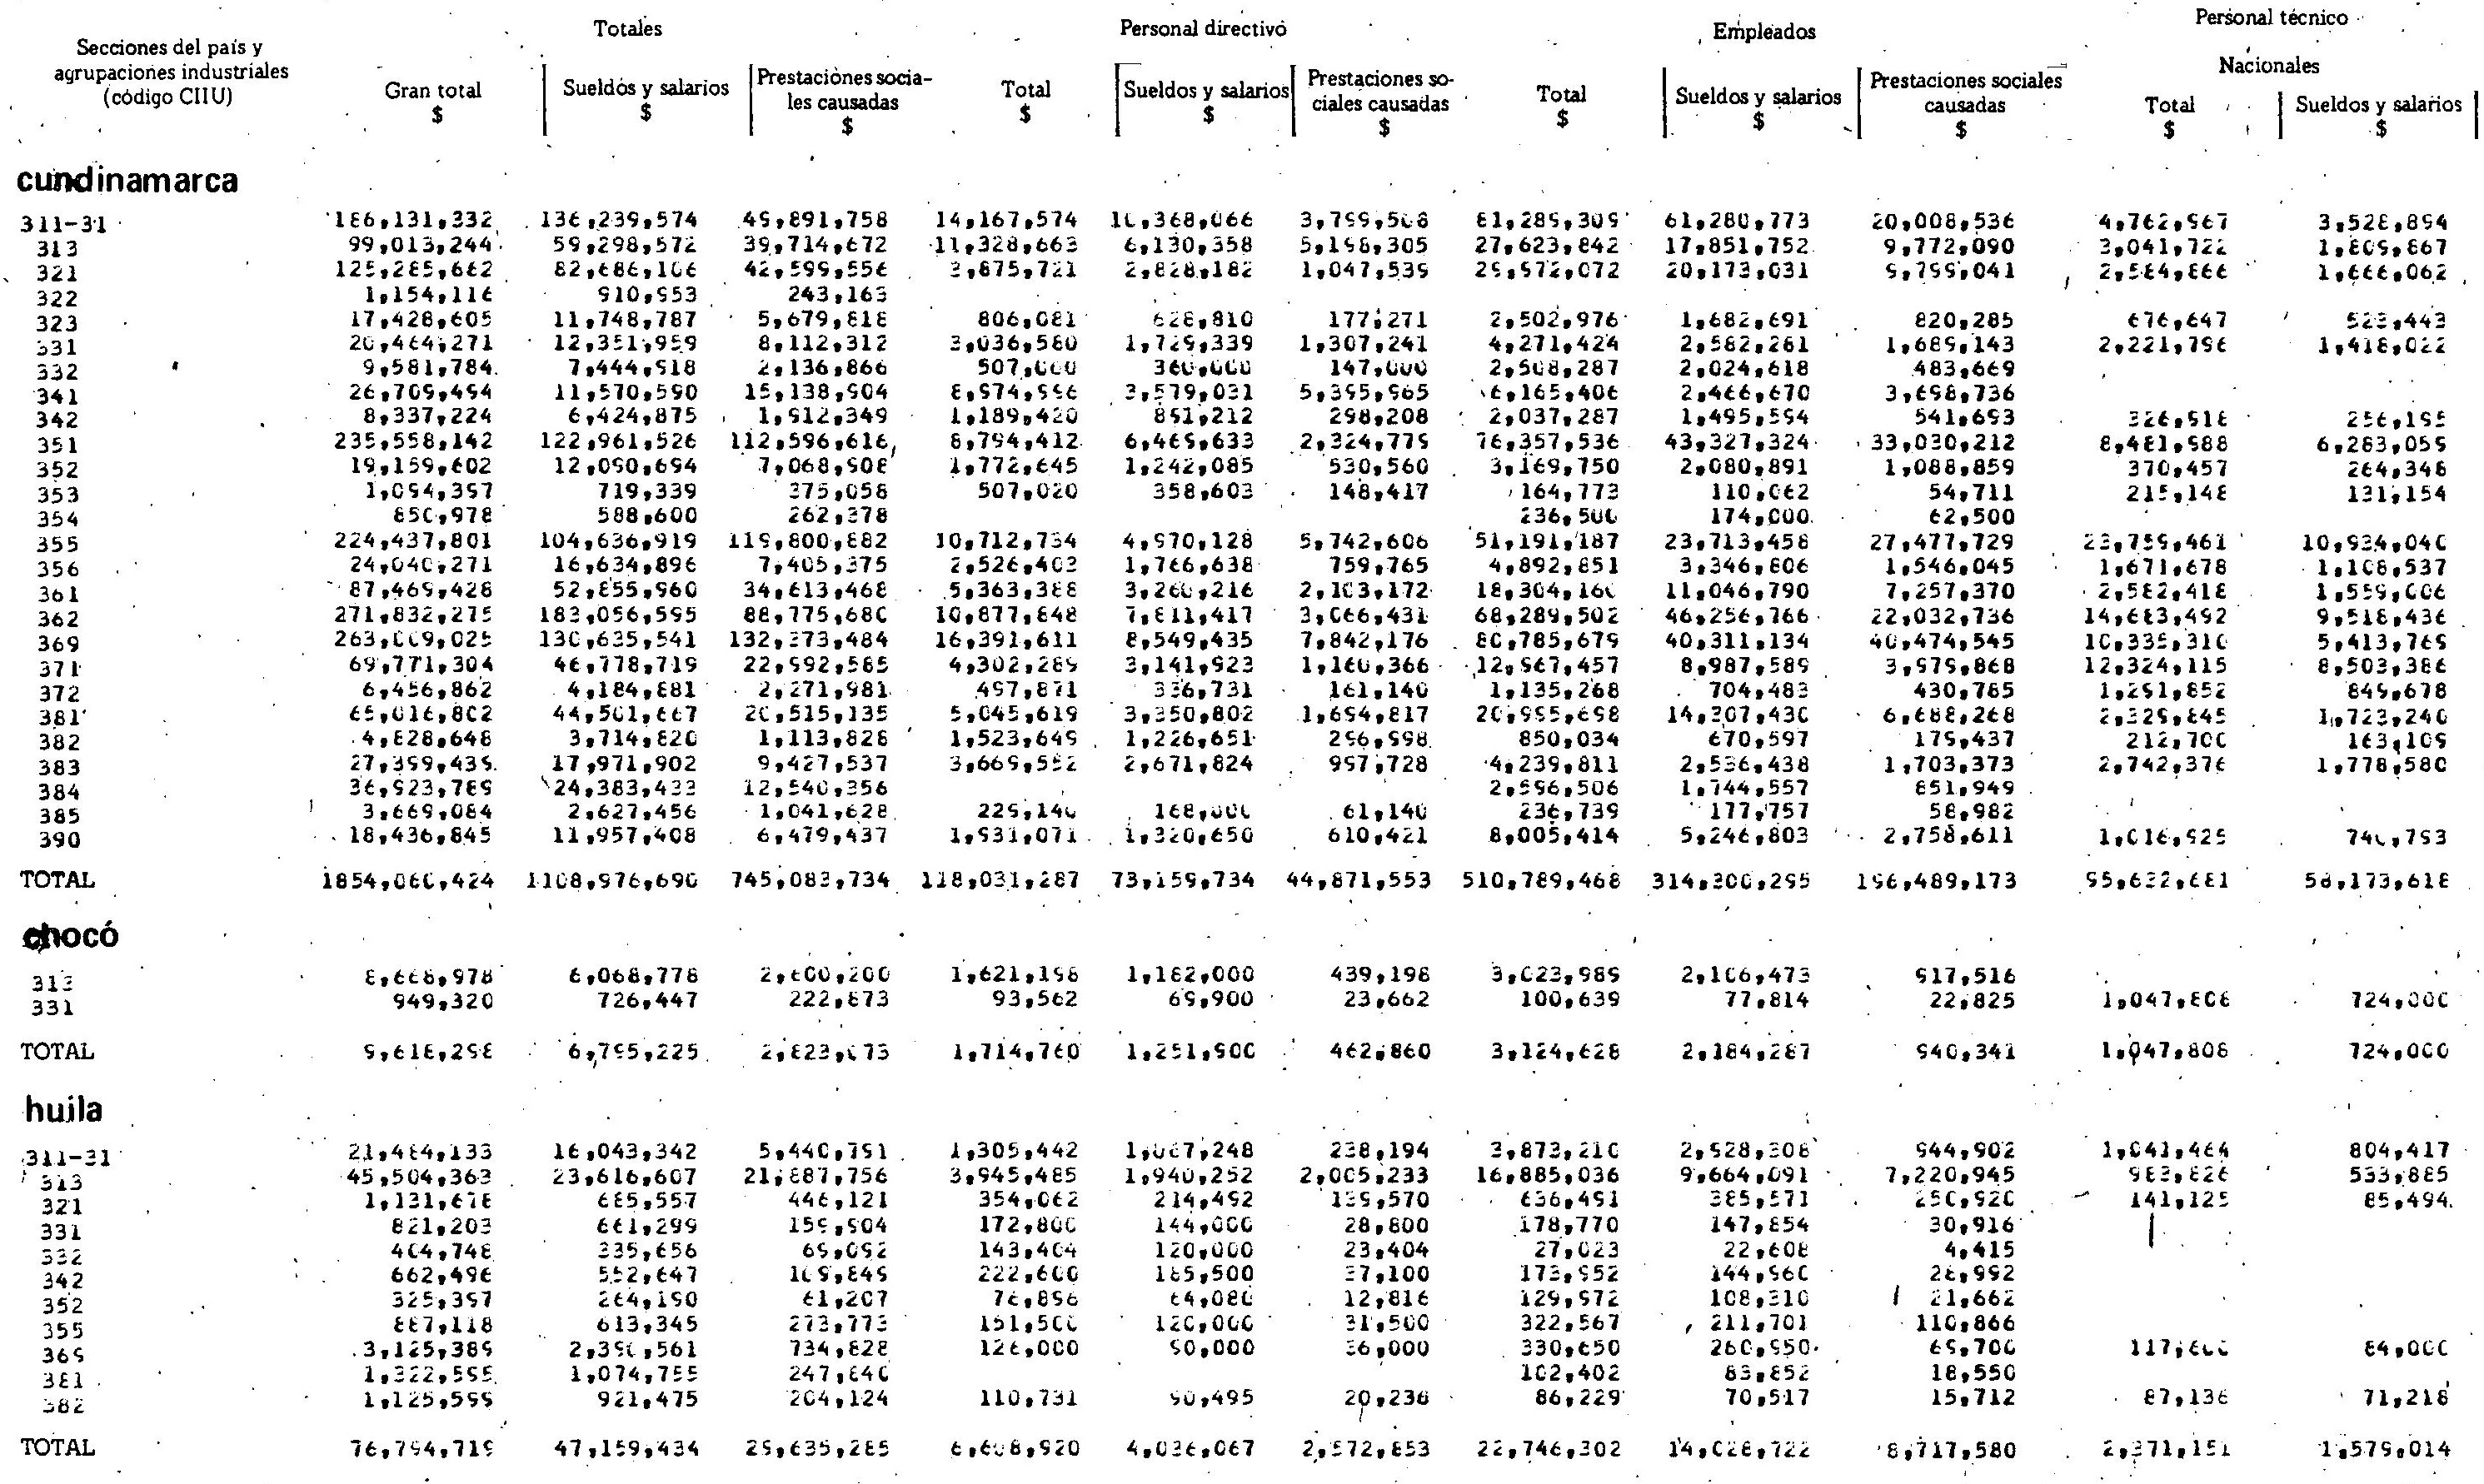 Totales Personal directivo Empleados Personal técnico
Secciones del país y agrupaciones industriales (código CIIU) Gran total $ Sueldos y salarios $ Prestaciones sociales causadas $ Total $ Sueldos y salarios $ Prestaciones sociales causadas $ Total $ Sueldos y salarios $ Prestaciones sociales causadas $ Nacionales Total $ Sueldos y salarios $
cundinamarca
311-31 186,131,332 136,239,574 49,891,758 14,167,574 10,368,066 3,799,508 81,289,309 61,280,773 20,008,536 4,762,967 3,528,894
313 99,013,244 59,298,572 39,714,672 11,328,663 6,130,358 5,198,305 27,623,842 17,851,752 9,772,090 3,041,722 1,809,867
321 125,285,662 82,686,106 42,599,556 3,875,721 2,828,182 1,047,539 29,972,072 20,173,031 9,799,041 2,584,866 1,666,062
322 1,154,116 910,953 243,163
323 17,428,605 11,748,787 5,679,818 806,081 628,810 177,271 2,502,976 1,682,691 820,285 676,647 523,443
331 20,464,271 12,351,959 8,112,312 3,036,580 1,729,339 1,307,241 4,271,424 2,582,281 1,689,143 2,221,796 1,418,022
332 9,581,784 7,444,918 2,136,866 507,000 360,000 147,000 2,508,287 2,024,618 483,669
341 26,709,494 11,570,590 15,138,904 8,974,996 3,579,031 5,395,965 6,165,406 2,466,670 3,698,736
342 8,337,224 6,424,875 1,912,349 1,189,420 891,212 298,208 2,037,287 1,495,594 541,693 326,918 256,195
351 235,558,142 122,961,526 112,596,616 8,794,412 6,469,633 2,324,779 76,357,536 43,327,324 33,030,212 8,481,988 6,283,059
352 19,159,602 12,090,694 7,068,908 1,772,645 1,242,085 530,560 3,169,750 2,080,891 1,088,859 370,457 264,348
353 1,094,397 719,339 375,058 507,020 358,603 148,417 164,773 110,062 54,711 215,148 131,154
354 850,978 588,600 262,378 236,500 174,000 62,500
355 224,437,801 104,636,919 119,800,882 10,712,734 4,970,128 5,742,606 51,191,187 23,713,458 27,477,729 23,759,461 10,934,040
356 24,040,271 16,634,896 7,405,375 2,526,403 1,766,638 759,765 4,892,851 3,346,806 1,546,045 1,671,678 1,108,537
361 87,469,428 52,855,960 34,613,468 5,363,388 3,260,216 2,103,172 18,304,160 11,046,790 7,257,370 2,582,418 1,559,006
362 271,832,275 183,056,595 88,775,680 10,877,848 7,811,417 3,066,431 68,289,502 46,256,766 22,032,736 14,683,492 9,518,436
369 263,009,025 130,635,541 132,373,484 16,391,611 8,549,435 7,842,176 80,785,679 40,311,134 40,474,545 10,335,310 5,413,769
371 69,771,304 46,778,719 22,992,585 4,302,289 3,141,923 1,160,366 12,967,457 8,987,589 3,979,868 12,324,115 8,503,386
372 6,456,862 4,184,881 2,271,981 497,871 336,731 161,140 1,135,268 704,483 430,785 1,291,852 849,678
381 65,016,802 44,501,667 20,515,135 5,045,619 3,350,802 1,694,817 20,995,698 14,307,430 6,688,268 2,329,845 1,723,240
382 4,828,648 3,714,820 1,113,828 1,523,649 1,226,651 296,998 850,034 670,597 179,437 212,700 163,109
383 27,399,439 17,971,902 9,427,537 3,669,552 2,671,824 997,728 4,239,811 2,536,438 1,703,373 2,742,376 1,778,580
384 36,923,789 24,383,433 12,540,356 2,596,506 1,744,557 851,949
385 3,669,084 2,627,456 1,041,628 229,140 168,000 61,140 236,739 177,757 58,982
390 18,436,845 11,957,408 6,479,437 1,931,071 1,320,650 610,421 8,005,414 5,246,803 2,758,611 1,016,925 740,793
TOTAL 1854,060,424 1108,976,690 745,083,734 118,031,287 73,159,734 44,871,553 510,789,468 314,300,295 196,489,173 95,632,681 58,173,618
chocó
313 8,668,978 6,068,778 2,600,200 1,621,198 1,182,000 439,198 3,023,989 2,106,473 917,516
331 949,320 726,447 222,873 93,562 69,900 23,662 100,639 77,814 22,825 1,047,808 724,000
TOTAL 9,618,298 6,795,225 2,823,073 1,714,760 1,251,900 462,860 3,124,628 2,184,287 940,341 1,047,808 724,000
huila
311-31 21,484,133 16,043,342 5,440,791 1,305,442 1,067,248 238,194 3,873,210 2,928,308 944,902 1,041,464 804,417
313 45,504,363 23,616,607 21,887,756 3,945,485 1,940,252 2,005,233 16,885,036 9,664,091 7,220,945 983,826 533,885
321 1,131,678 685,557 446,121 354,062 214,492 139,570 636,491 385,571 250,920 141,125 85,494
331 821,203 661,299 159,904 172,800 144,000 28,800 178,770 147,854 30,916
332 404,748 335,656 69,092 143,404 120,000 23,404 27,023 22,608 4,415
342 662,496 552,647 109,849 222,600 185,500 37,100 173,952 144,960 28,992
352 325,397 264,190 61,207 76,896 64,080 12,816 129,972 108,310 21,662
355 887,118 613,345 273,773 151,500 120,000 31,500 322,567 211,701 110,866
369 3,125,389 2,390,561 734,828 126,000 90,000 36,000 330,650 260,950 69,700 117,600 84,000
381 1,322,595 1,074,755 247,840 102,402 83,852 18,550
382 1,125,599 921,475 204,124 110,731 90,495 20,236 86,229 70,517 15,712 87,136 71,218
TOTAL 76,794,719 47,159,434 29,635,285 6,608,920 4,036,067 2,572,853 22,746,302 14,028,722 8,717,580 2,371,151 1,579,014